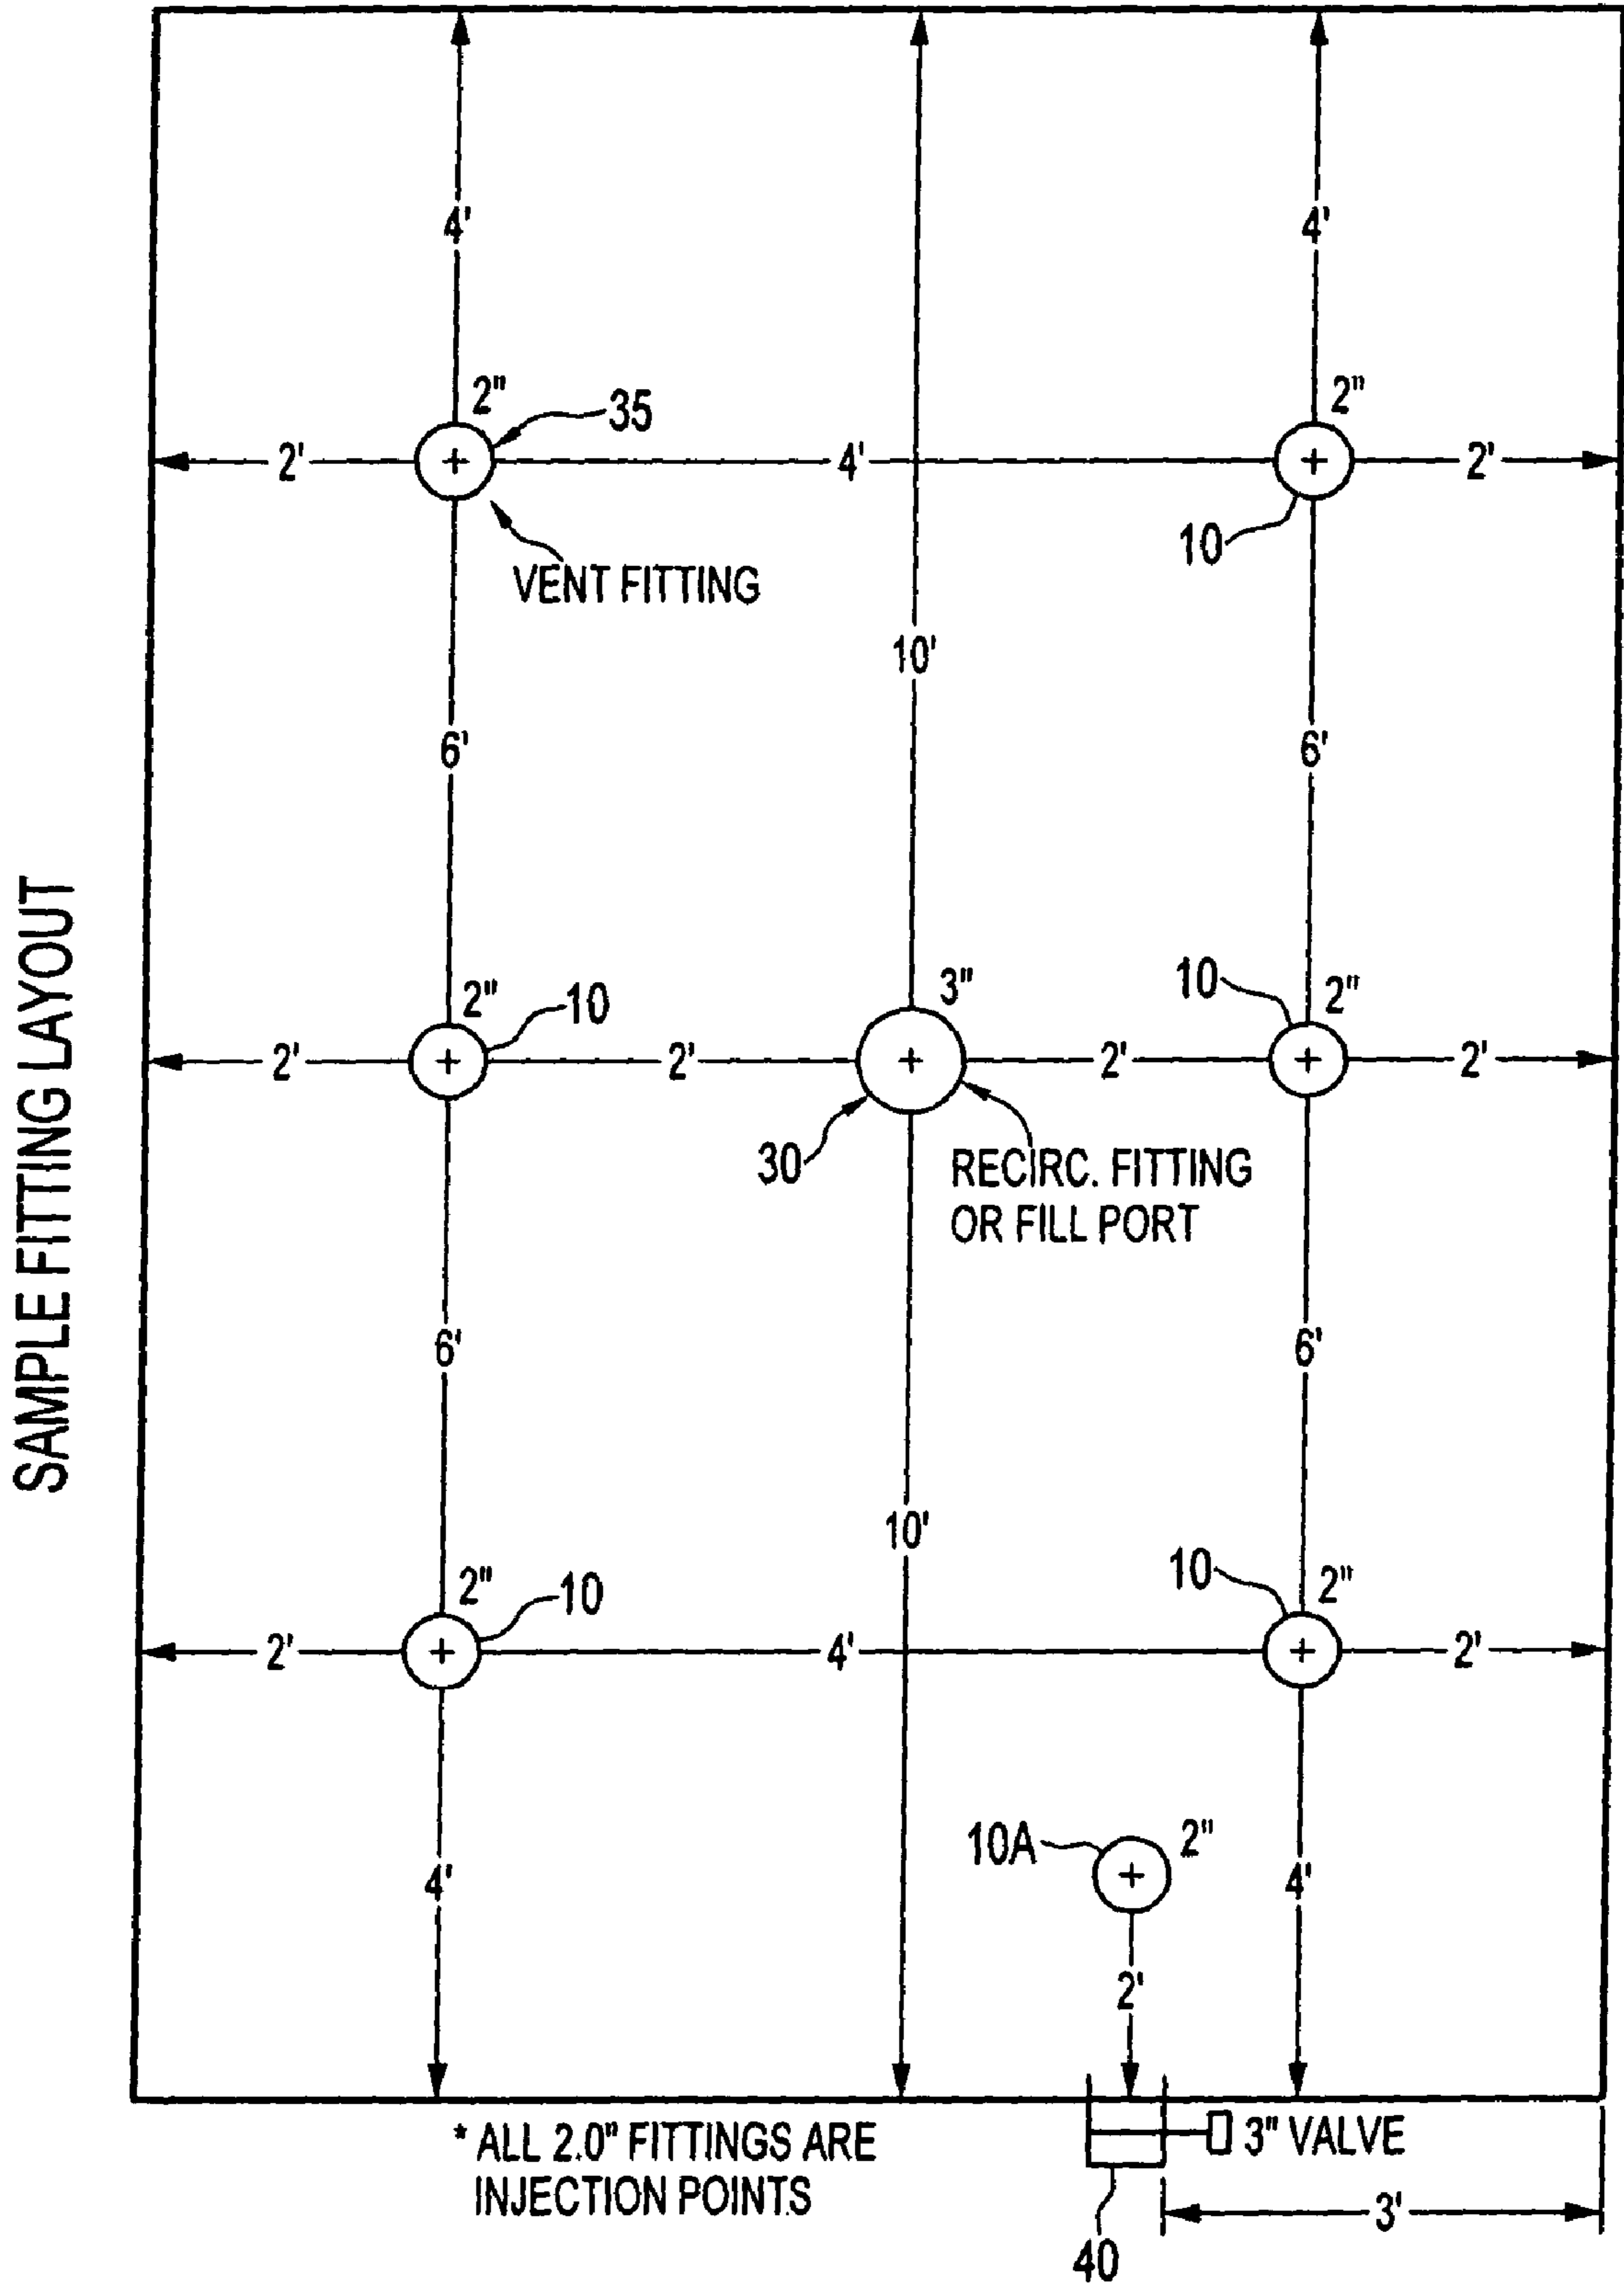 SAMPLE FITTING LAYOUT
4' 4'
2" 35 2"
2' 4' 2'
10
VENT FITTING
10'
6' 6'
2" 10 3" 10 2"
2' 2' 2' 2'
30 RECIRC. FITTING
OR FILL PORT
6' 6'
10'
2" 10 10 2"
2' 4' 2'
10A 2"
4' 4'
2'
* ALL 2.0" FITTINGS ARE
INJECTION POINTS
3" VALVE
3'
40